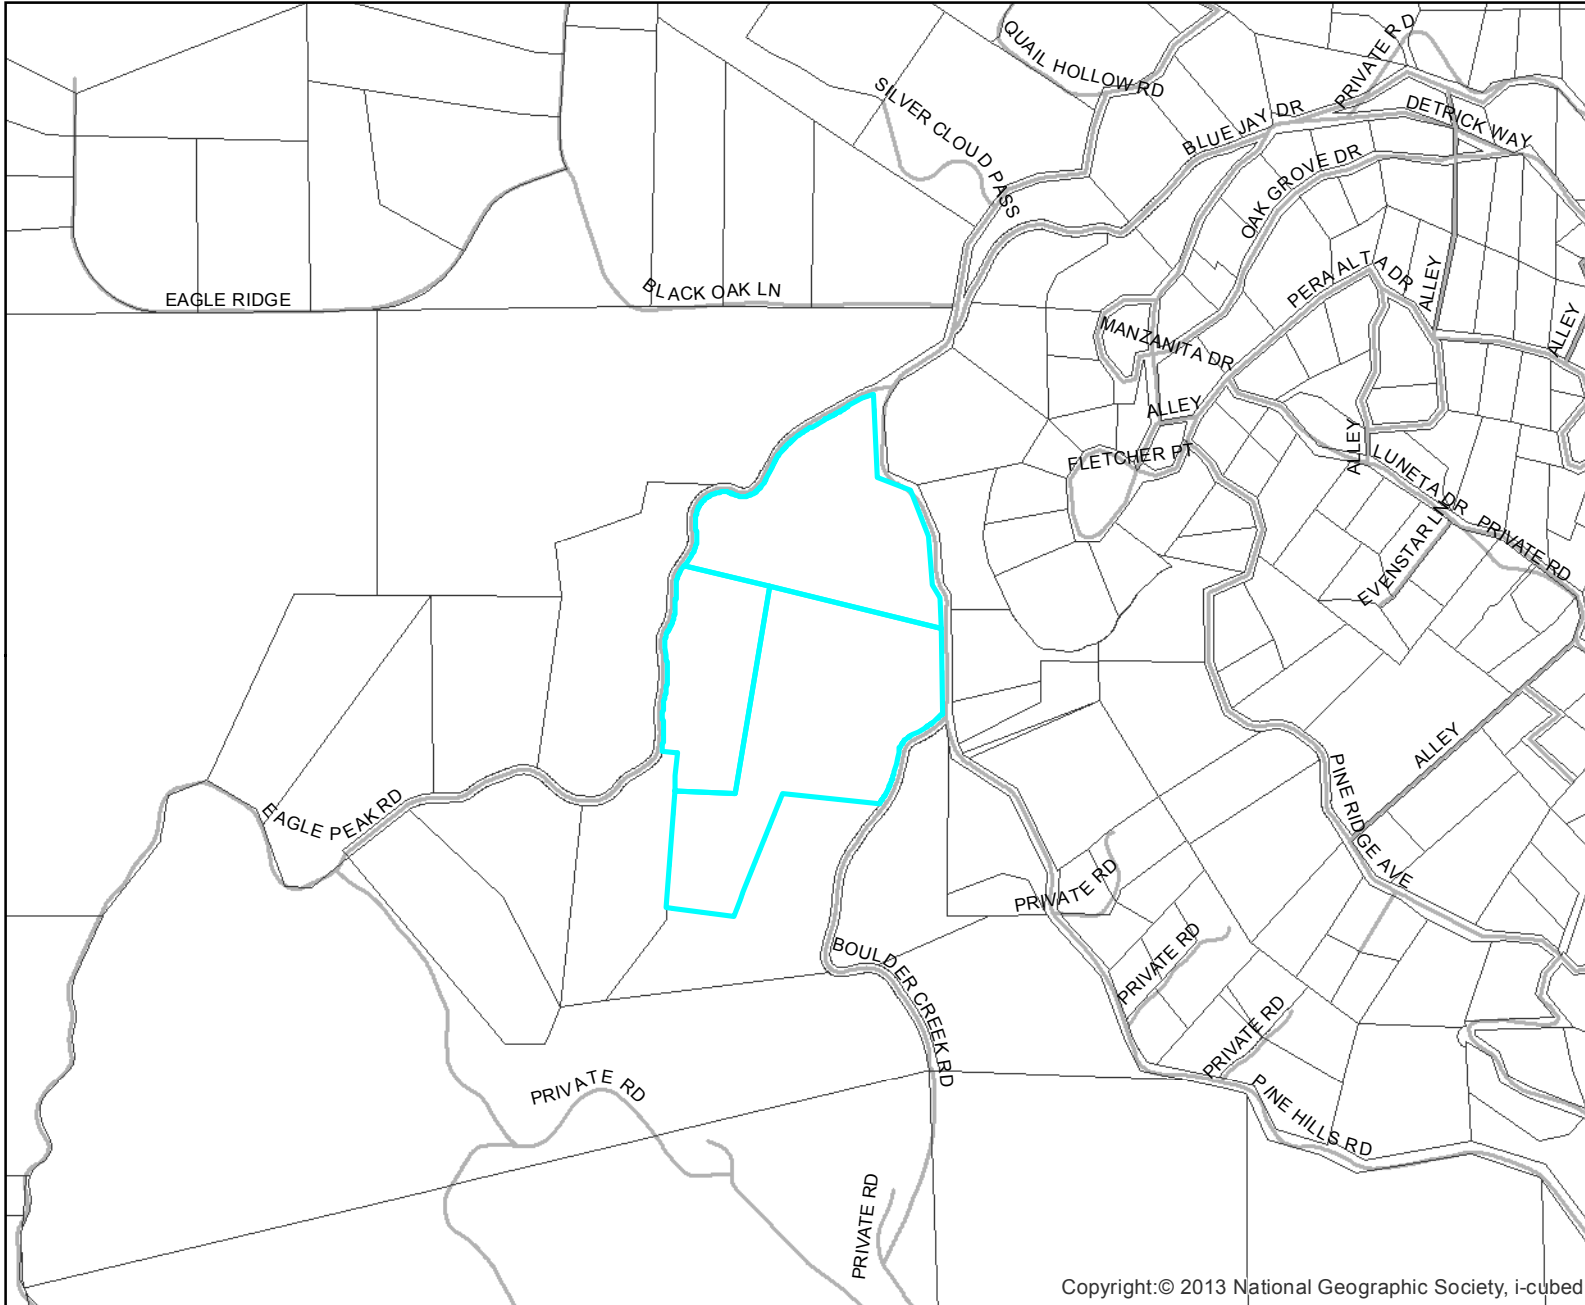 QUAIL HOLLOW RD
PRIVATE RD
SILVER CLOUD PASS
BLUE JAY DR
DETRICK WAY
OAK GROVE DR
PERA ALTA DR
ALLEY
EAGLE RIDGE
BLACK OAK LN
MANZANITA DR
ALLEY
ALLEY
FLETCHER PT
ALLEY
LUNETA DR
EVENSTAR LN
PRIVATE RD
EAGLE PEAK RD
ALLEY
PINE RIDGE AVE
PRIVATE RD
PRIVATE RD
BOULDER CREEK RD
PRIVATE RD
PRIVATE RD
PINE HILLS RD
PRIVATE RD
Copyright:© 2013 National Geographic Society, i-cubed